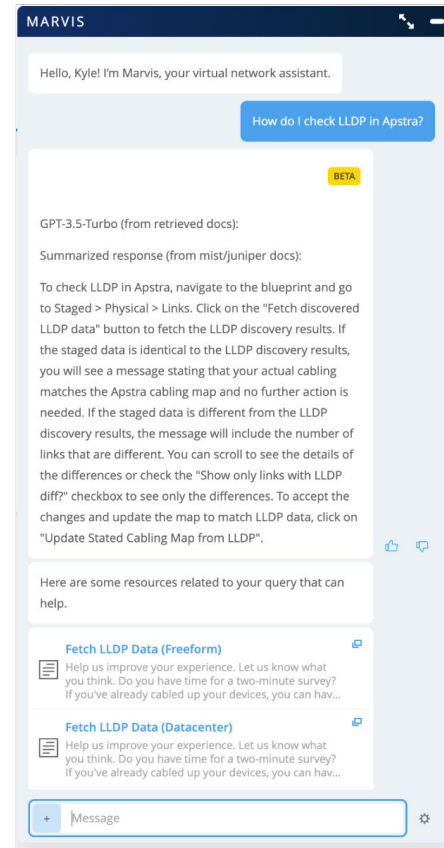 MARVIS
Hello, Kyle! I'm Marvis, your virtual network assistant.
How do I check LLDP in Apstra?
BETA
GPT-3.5-Turbo (from retrieved docs):
Summarized response (from mist/juniper docs):
To check LLDP in Apstra, navigate to the blueprint and go
to Staged > Physical > Links. Click on the "Fetch discovered
LLDP data" button to fetch the LLDP discovery results. If
the staged data is identical to the LLDP discovery results,
you will see a message stating that your actual cabling
matches the Apstra cabling map and no further action is
needed. If the staged data is different from the LLDP
discovery results, the message will include the number of
links that are different. You can scroll to see the details of
the differences or check the "Show only links with LLDP
diff?" checkbox to see only the differences. To accept the
changes and update the map to match LLDP data, click on
"Update Stated Cabling Map from LLDP".
Here are some resources related to your query that can
help.
Fetch LLDP Data (Freeform)
Help us improve your experience. Let us know what
you think. Do you have time for a two-minute survey?
If you've already cabled up your devices, you can hav...
Fetch LLDP Data (Datacenter)
Help us improve your experience. Let us know what
you think. Do you have time for a two-minute survey?
If you've already cabled up your devices, you can hav...
+ Message